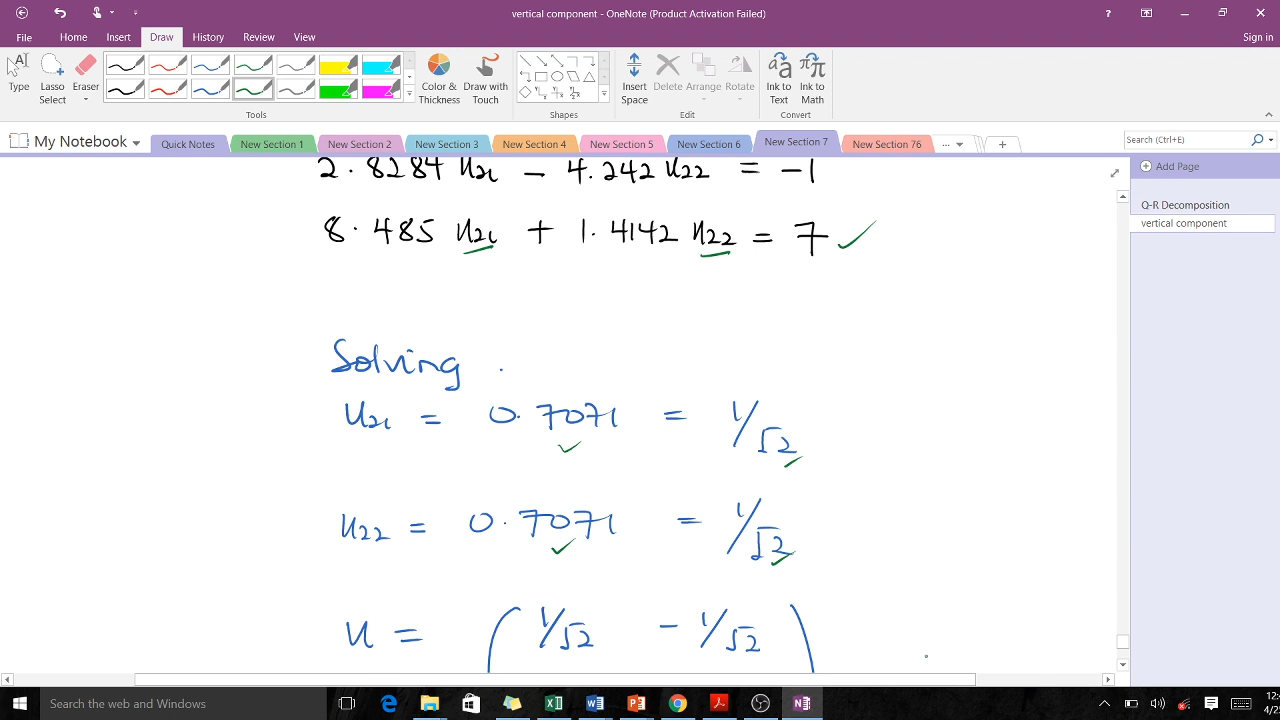 vertical component - OneNote (Product Activation Failed)
File Home Insert Draw History Review View Sign in
Type
Lasso Select
Eraser
Color & Thickness
Draw with Touch
Insert Space
Delete
Arrange
Rotate
Ink to Text
Ink to Math
Tools Shapes Edit Convert
My Notebook Quick Notes New Section 1 New Section 2 New Section 3 New Section 4 New Section 5 New Section 6 New Section 7 New Section 76 ... +
Search (Ctrl+E)
Add Page
Q-R Decomposition
vertical component
2.8284 u21 - 4.242 u22 = -1
8.485 u21 + 1.4142 u22 = 7 ✓
Solving .
u21 = 0.7071 = 1/√2
u22 = 0.7071 = 1/√2
u = ( 1/√2 - 1/√2 )
Search the web and Windows